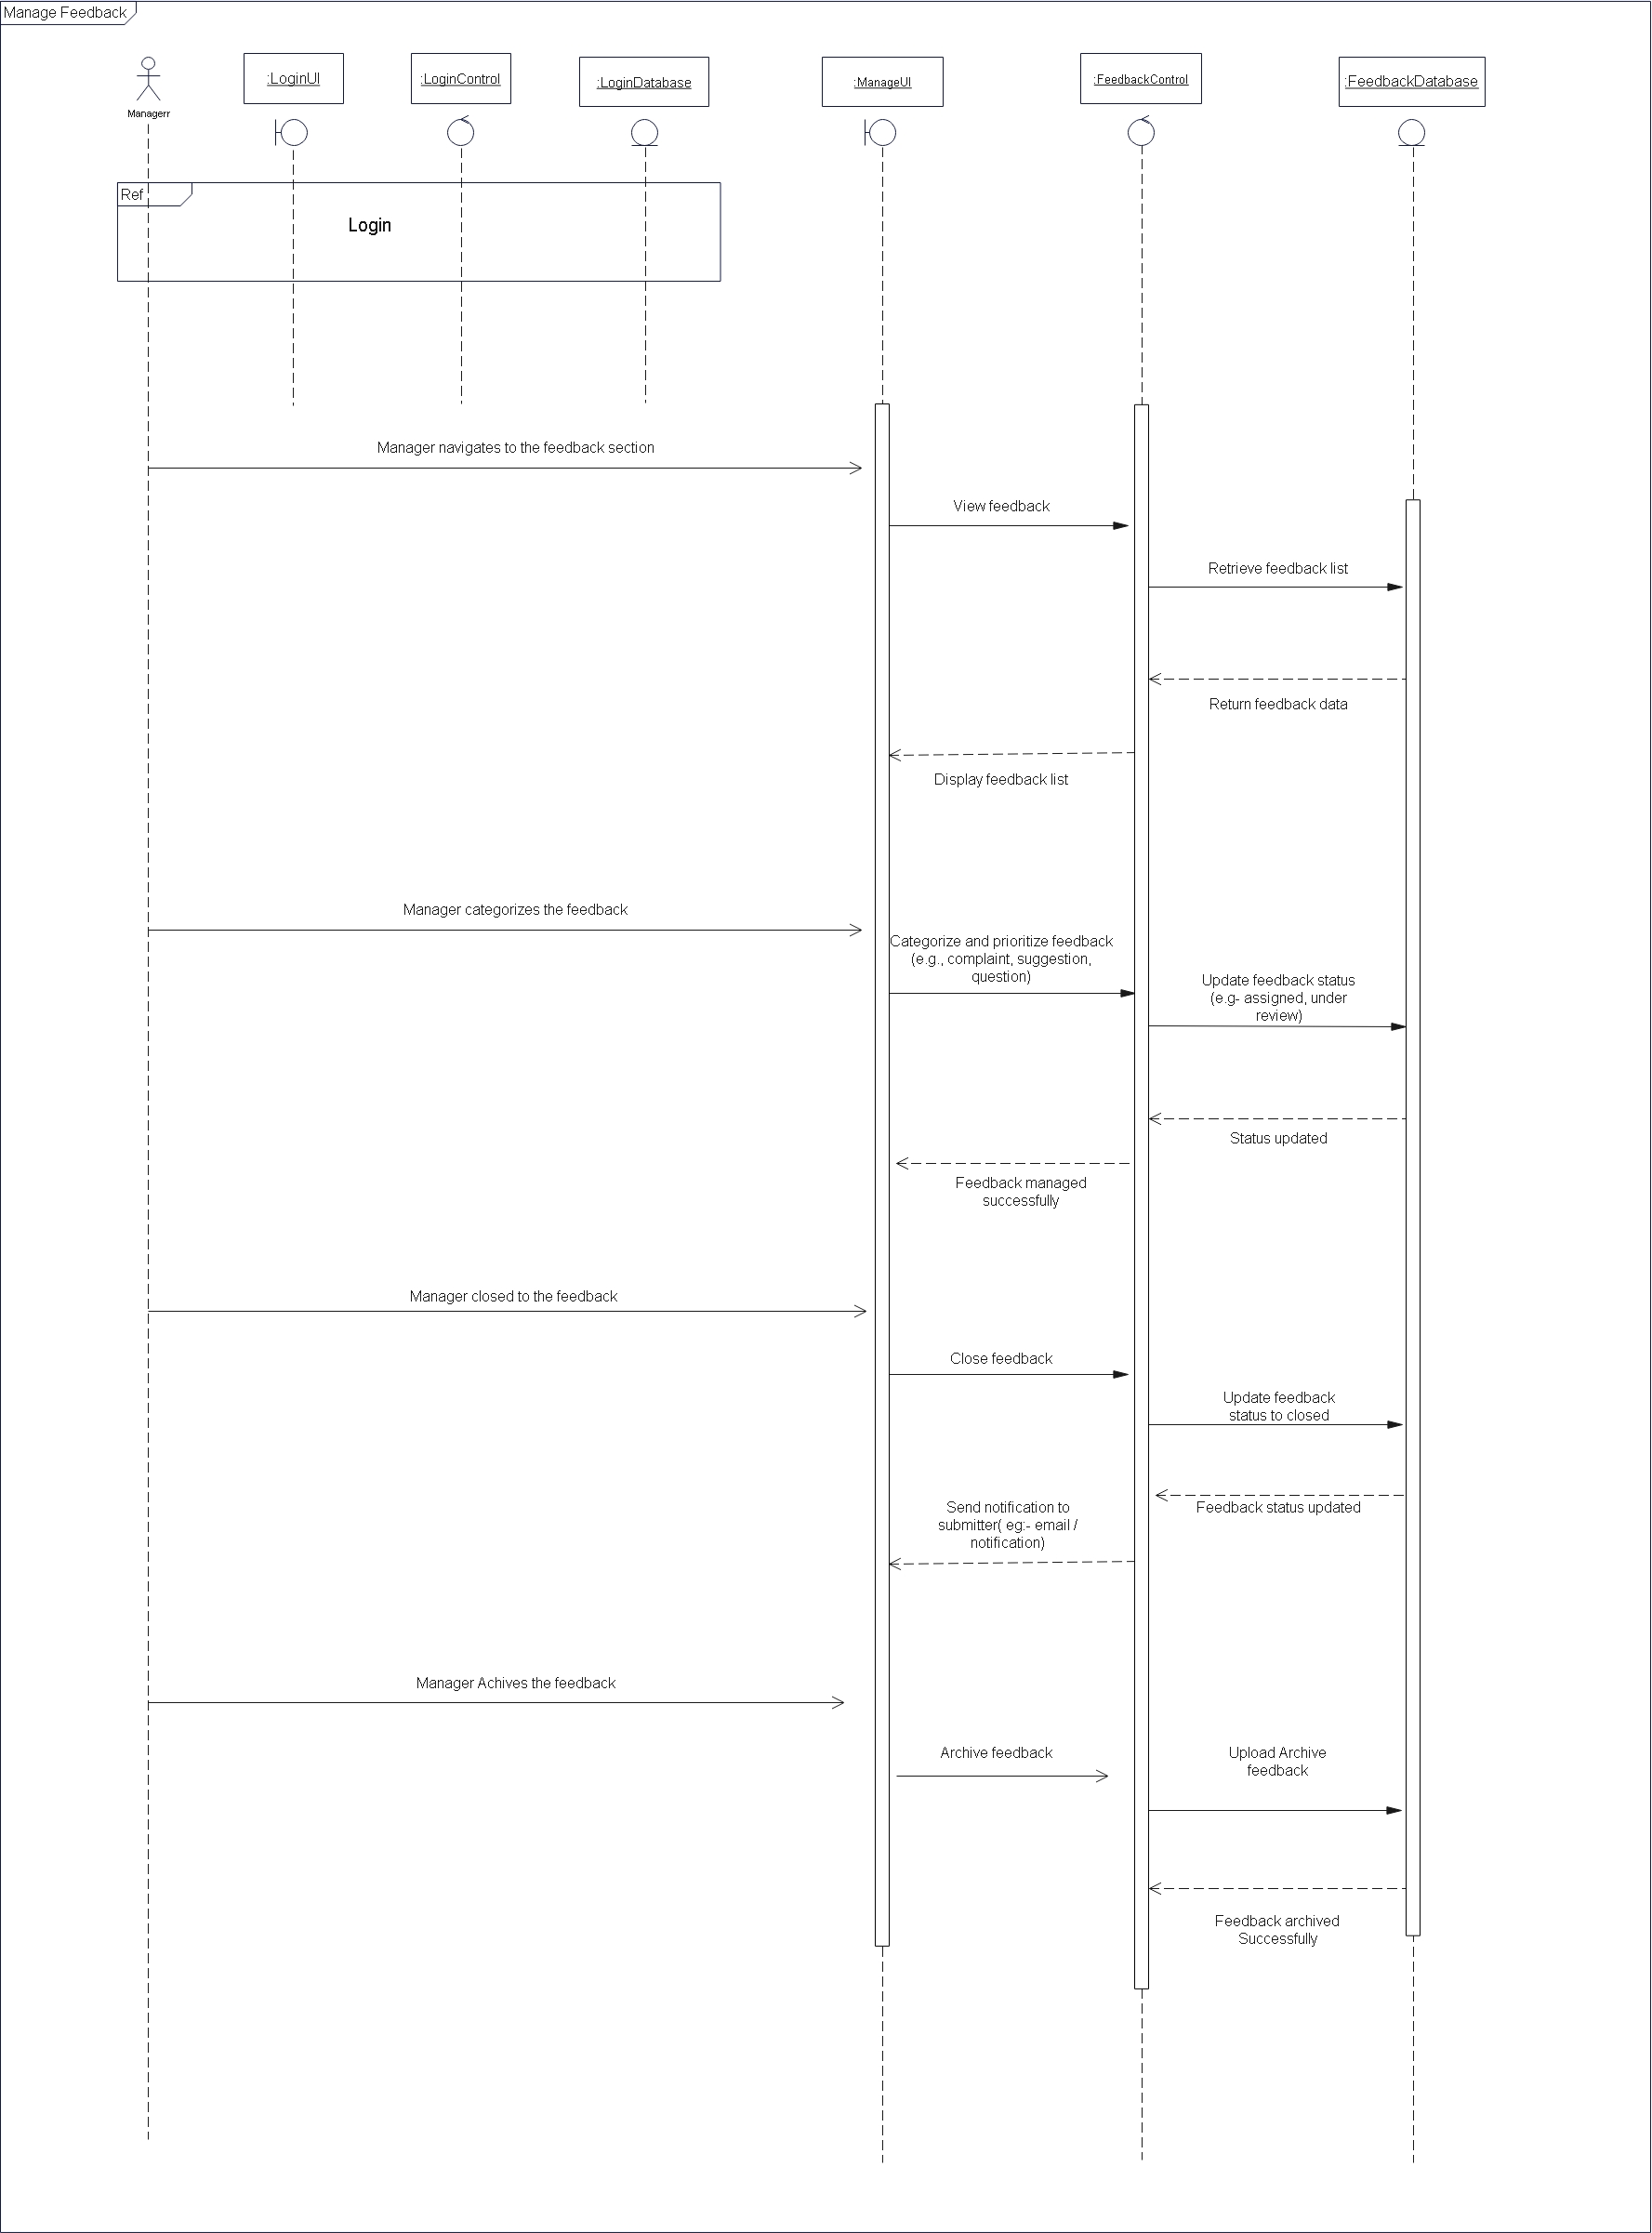 Manage Feedback
Managerr
:LoginUI
:LoginControl
:LoginDatabase
:ManageUI
:FeedbackControl
:FeedbackDatabase
Ref
Login
Manager navigates to the feedback section
View feedback
Retrieve feedback list
Return feedback data
Display feedback list
Manager categorizes the feedback
Categorize and prioritize feedback
(e.g., complaint, suggestion,
question)
Update feedback status
(e.g- assigned, under
review)
Status updated
Feedback managed
successfully
Manager closed to the feedback
Close feedback
Update feedback
status to closed
Feedback status updated
Send notification to
submitter( eg:- email /
notification)
Manager Achives the feedback
Archive feedback
Upload Archive
feedback
Feedback archived
Successfully